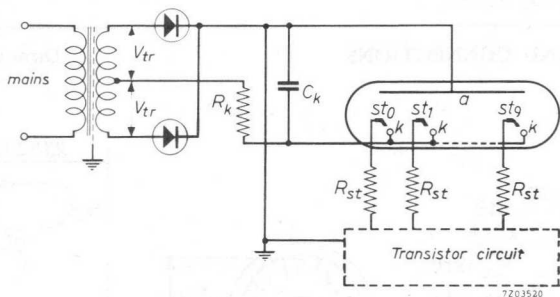 mains
V_tr
V_tr
R_k
C_k
a
st_0
k
st_1
k
st_9
k
R_st
R_st
R_st
Transistor circuit
7Z03520